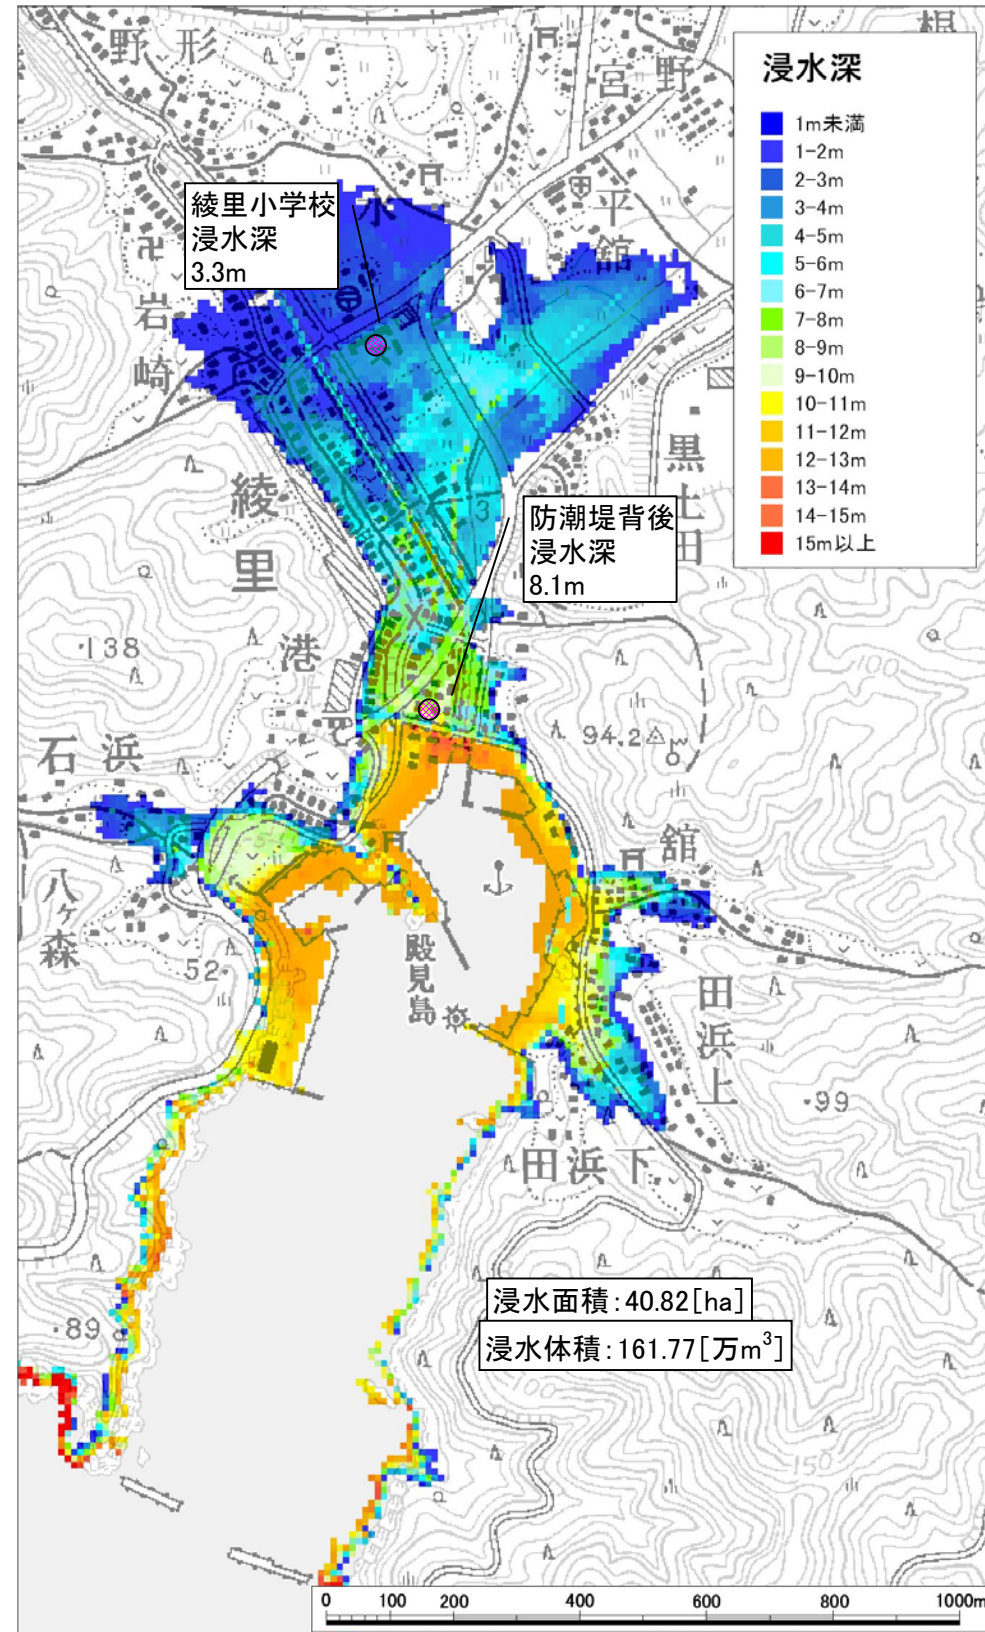 野形
宮野
根
浸水深
1m未満
1-2m
2-3m
3-4m
4-5m
5-6m
6-7m
7-8m
8-9m
9-10m
10-11m
11-12m
12-13m
13-14m
14-15m
15m以上
綾里小学校
浸水深
3.3m
水
平館
岩崎
黒土田
綾里
3
防潮堤背後
浸水深
8.1m
港
・138
100
94.2
石浜
館
八ヶ森
52・
殿見島
田浜上
・99
田浜下
浸水面積:40.82[ha]
浸水体積:161.77[万m³]
・89
0 100 200 400 600 800 1000m